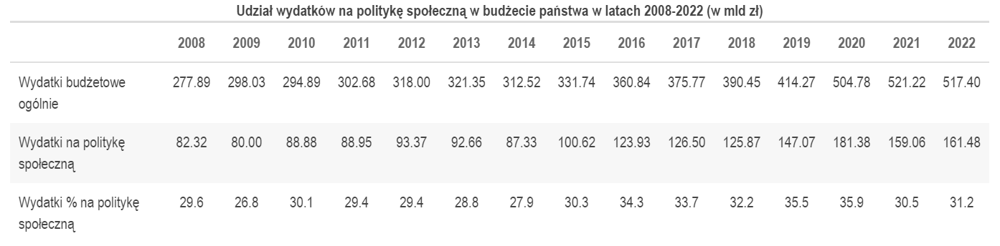 Udział wydatków na politykę społeczną w budżecie państwa w latach 2008-2022 (w mld zł)
2008 2009 2010 2011 2012 2013 2014 2015 2016 2017 2018 2019 2020 2021 2022
Wydatki budżetowe 277.89 298.03 294.89 302.68 318.00 321.35 312.52 331.74 360.84 375.77 390.45 414.27 504.78 521.22 517.40
ogólnie
Wydatki na politykę 82.32 80.00 88.88 88.95 93.37 92.66 87.33 100.62 123.93 126.50 125.87 147.07 181.38 159.06 161.48
społeczną
Wydatki % na politykę 29.6 26.8 30.1 29.4 29.4 28.8 27.9 30.3 34.3 33.7 32.2 35.5 35.9 30.5 31.2
społeczną